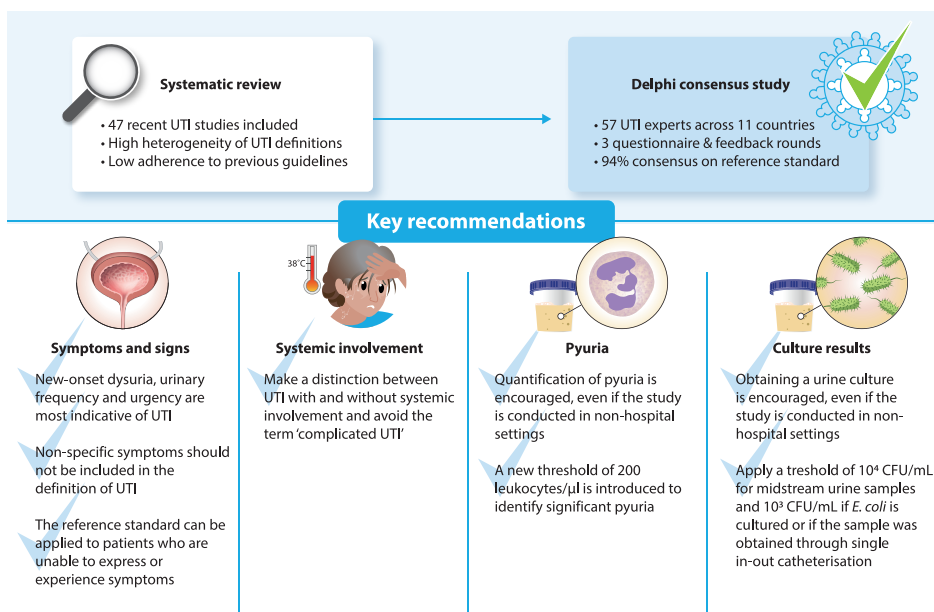 Systematic review
• 47 recent UTI studies included
• High heterogeneity of UTI definitions
• Low adherence to previous guidelines
Delphi consensus study
• 57 UTI experts across 11 countries
• 3 questionnaire & feedback rounds
• 94% consensus on reference standard
Key recommendations
Symptoms and signs
New-onset dysuria, urinary
frequency and urgency are
most indicative of UTI
Non-specific symptoms should
not be included in the
definition of UTI
The reference standard can be
applied to patients who are
unable to express or
experience symptoms
38°C
Systemic involvement
Make a distinction between
UTI with and without systemic
involvement and avoid the
term ‘complicated UTI’
Pyuria
Quantification of pyuria is
encouraged, even if the study
is conducted in non-hospital
settings
A new threshold of 200
leukocytes/µl is introduced to
identify significant pyuria
Culture results
Obtaining a urine culture
is encouraged, even if the
study is conducted in non-
hospital settings
Apply a treshold of 10⁴ CFU/mL
for midstream urine samples
and 10³ CFU/mL if E. coli is
cultured or if the sample was
obtained through single
in-out catheterisation